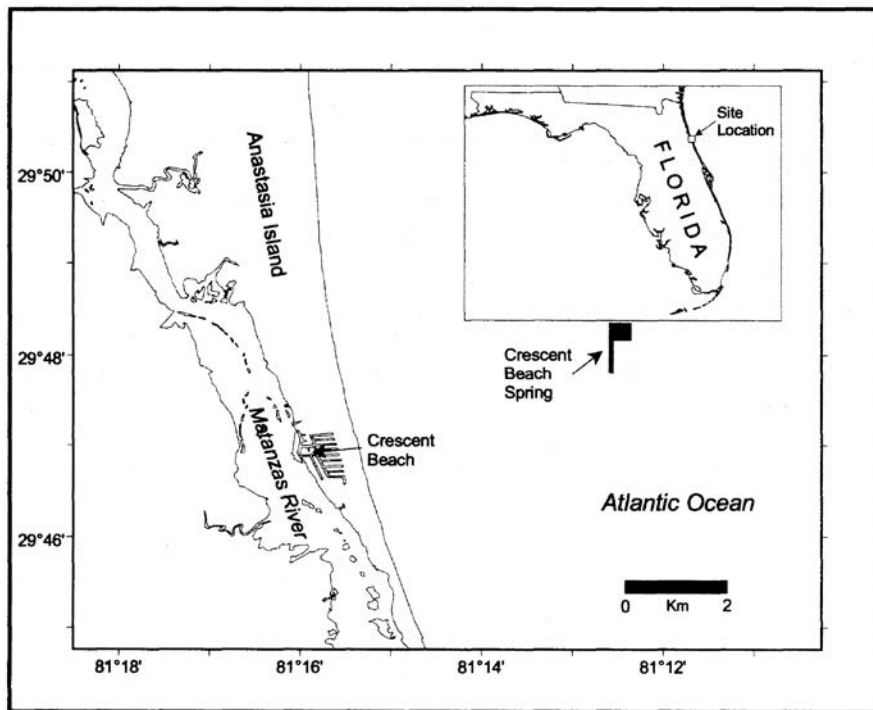 Site
Location
FLORIDA
Anastasia Island
29°50'
29°48'
Crescent
Beach
Spring
Crescent
Beach
Matanzas River
Atlantic Ocean
29°46'
0 Km 2
81°18'
81°16'
81°14'
81°12'